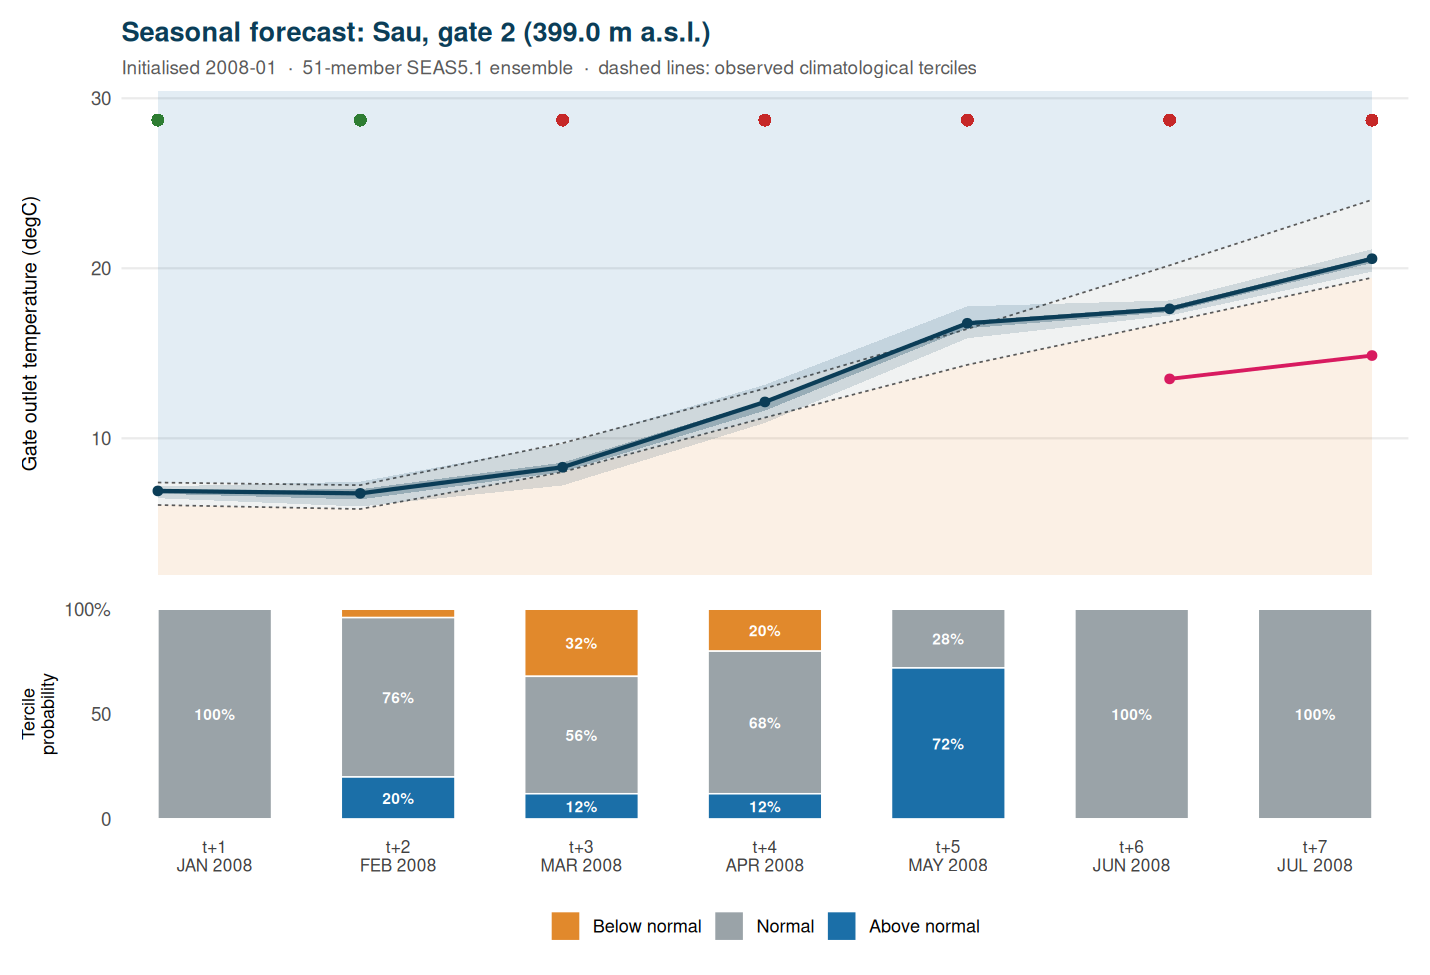 Seasonal forecast: Sau, gate 2 (399.0 m a.s.l.)
Initialised 2008-01 · 51-member SEAS5.1 ensemble · dashed lines: observed climatological terciles
30
20
10
Gate outlet temperature (degC)
100%
50
0
Tercile
probability
100%
76%
20%
32%
56%
12%
20%
68%
12%
28%
72%
100%
100%
t+1
JAN 2008
t+2
FEB 2008
t+3
MAR 2008
t+4
APR 2008
t+5
MAY 2008
t+6
JUN 2008
t+7
JUL 2008
Below normal
Normal
Above normal